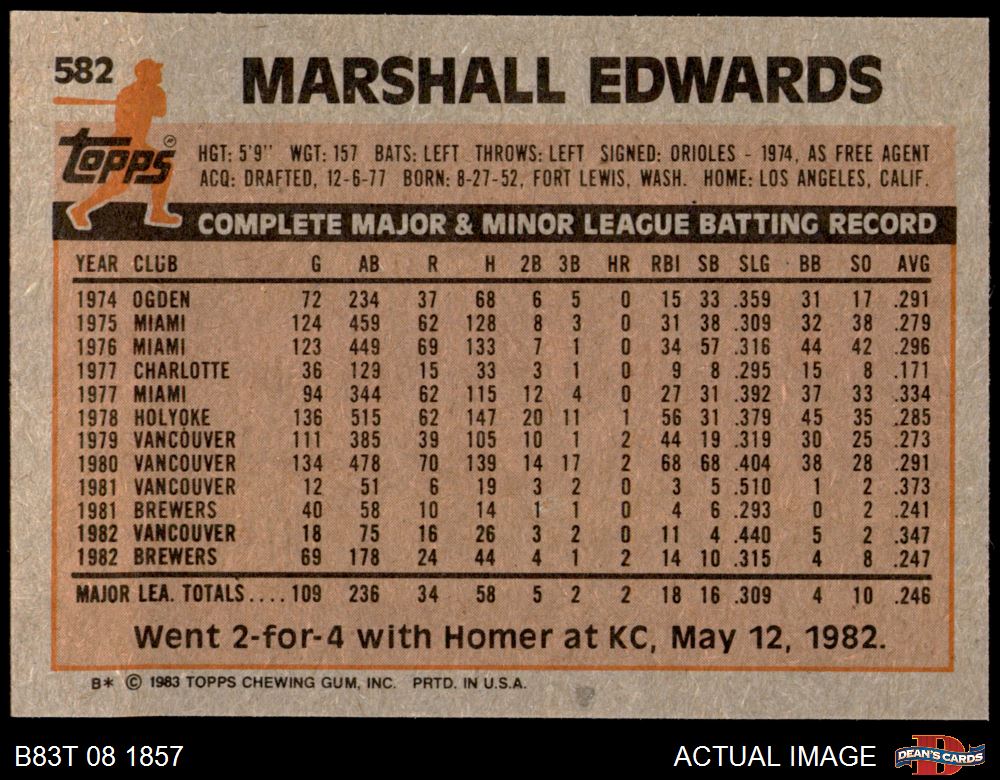 582 MARSHALL EDWARDS
Topps ®
HGT: 5'9" WGT: 157 BATS: LEFT THROWS: LEFT SIGNED: ORIOLES - 1974, AS FREE AGENT
ACQ: DRAFTED, 12-6-77 BORN: 8-27-52, FORT LEWIS, WASH. HOME: LOS ANGELES, CALIF.
COMPLETE MAJOR & MINOR LEAGUE BATTING RECORD
YEAR CLUB G AB R H 2B 3B HR RBI SB SLG BB SO AVG
1974 OGDEN 72 234 37 68 6 5 0 15 33 .359 31 17 .291
1975 MIAMI 124 459 62 128 8 3 0 31 38 .309 32 38 .279
1976 MIAMI 123 449 69 133 7 1 0 34 57 .316 44 42 .296
1977 CHARLOTTE 36 129 15 33 3 1 0 9 8 .295 15 8 .171
1977 MIAMI 94 344 62 115 12 4 0 27 31 .392 37 33 .334
1978 HOLYOKE 136 515 62 147 20 11 1 56 31 .379 45 35 .285
1979 VANCOUVER 111 385 39 105 10 1 2 44 19 .319 30 25 .273
1980 VANCOUVER 134 478 70 139 14 17 2 68 68 .404 38 28 .291
1981 VANCOUVER 12 51 6 19 3 2 0 3 5 .510 1 2 .373
1981 BREWERS 40 58 10 14 1 1 0 4 6 .293 0 2 .241
1982 VANCOUVER 18 75 16 26 3 2 0 11 4 .440 5 2 .347
1982 BREWERS 69 178 24 44 4 1 2 14 10 .315 4 8 .247
MAJOR LEA. TOTALS....109 236 34 58 5 2 2 18 16 .309 4 10 .246
Went 2-for-4 with Homer at KC, May 12, 1982.
B* © 1983 TOPPS CHEWING GUM, INC. PRTD. IN U.S.A.
B83T 08 1857 ACTUAL IMAGE D DEAN'S CARDS